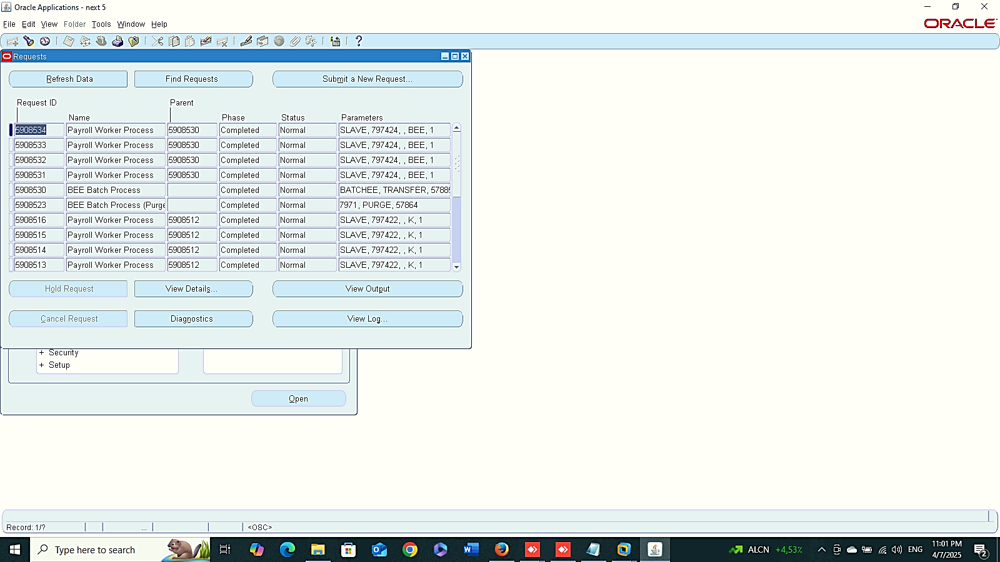 Oracle Applications - next 5
File Edit View Folder Tools Window Help
ORACLE
Requests
Refresh Data Find Requests Submit a New Request...
Request ID Parent
Name Phase Status Parameters
5908534 Payroll Worker Process 5908530 Completed Normal SLAVE, 797424, , BEE, 1
5908533 Payroll Worker Process 5908530 Completed Normal SLAVE, 797424, , BEE, 1
5908532 Payroll Worker Process 5908530 Completed Normal SLAVE, 797424, , BEE, 1
5908531 Payroll Worker Process 5908530 Completed Normal SLAVE, 797424, , BEE, 1
5908530 BEE Batch Process Completed Normal BATCHEE, TRANSFER, 5788
5908523 BEE Batch Process (Purge Completed Normal 7971, PURGE, 57864
5908516 Payroll Worker Process 5908512 Completed Normal SLAVE, 797422, , K, 1
5908515 Payroll Worker Process 5908512 Completed Normal SLAVE, 797422, , K, 1
5908514 Payroll Worker Process 5908512 Completed Normal SLAVE, 797422, , K, 1
5908513 Payroll Worker Process 5908512 Completed Normal SLAVE, 797422, , K, 1
Hold Request View Details... View Output
Cancel Request Diagnostics View Log...
+ Security
+ Setup
Open
Record: 1/? ... <OSC>
Type here to search ALCN +4,53% ENG 11:01 PM
4/7/2025
2